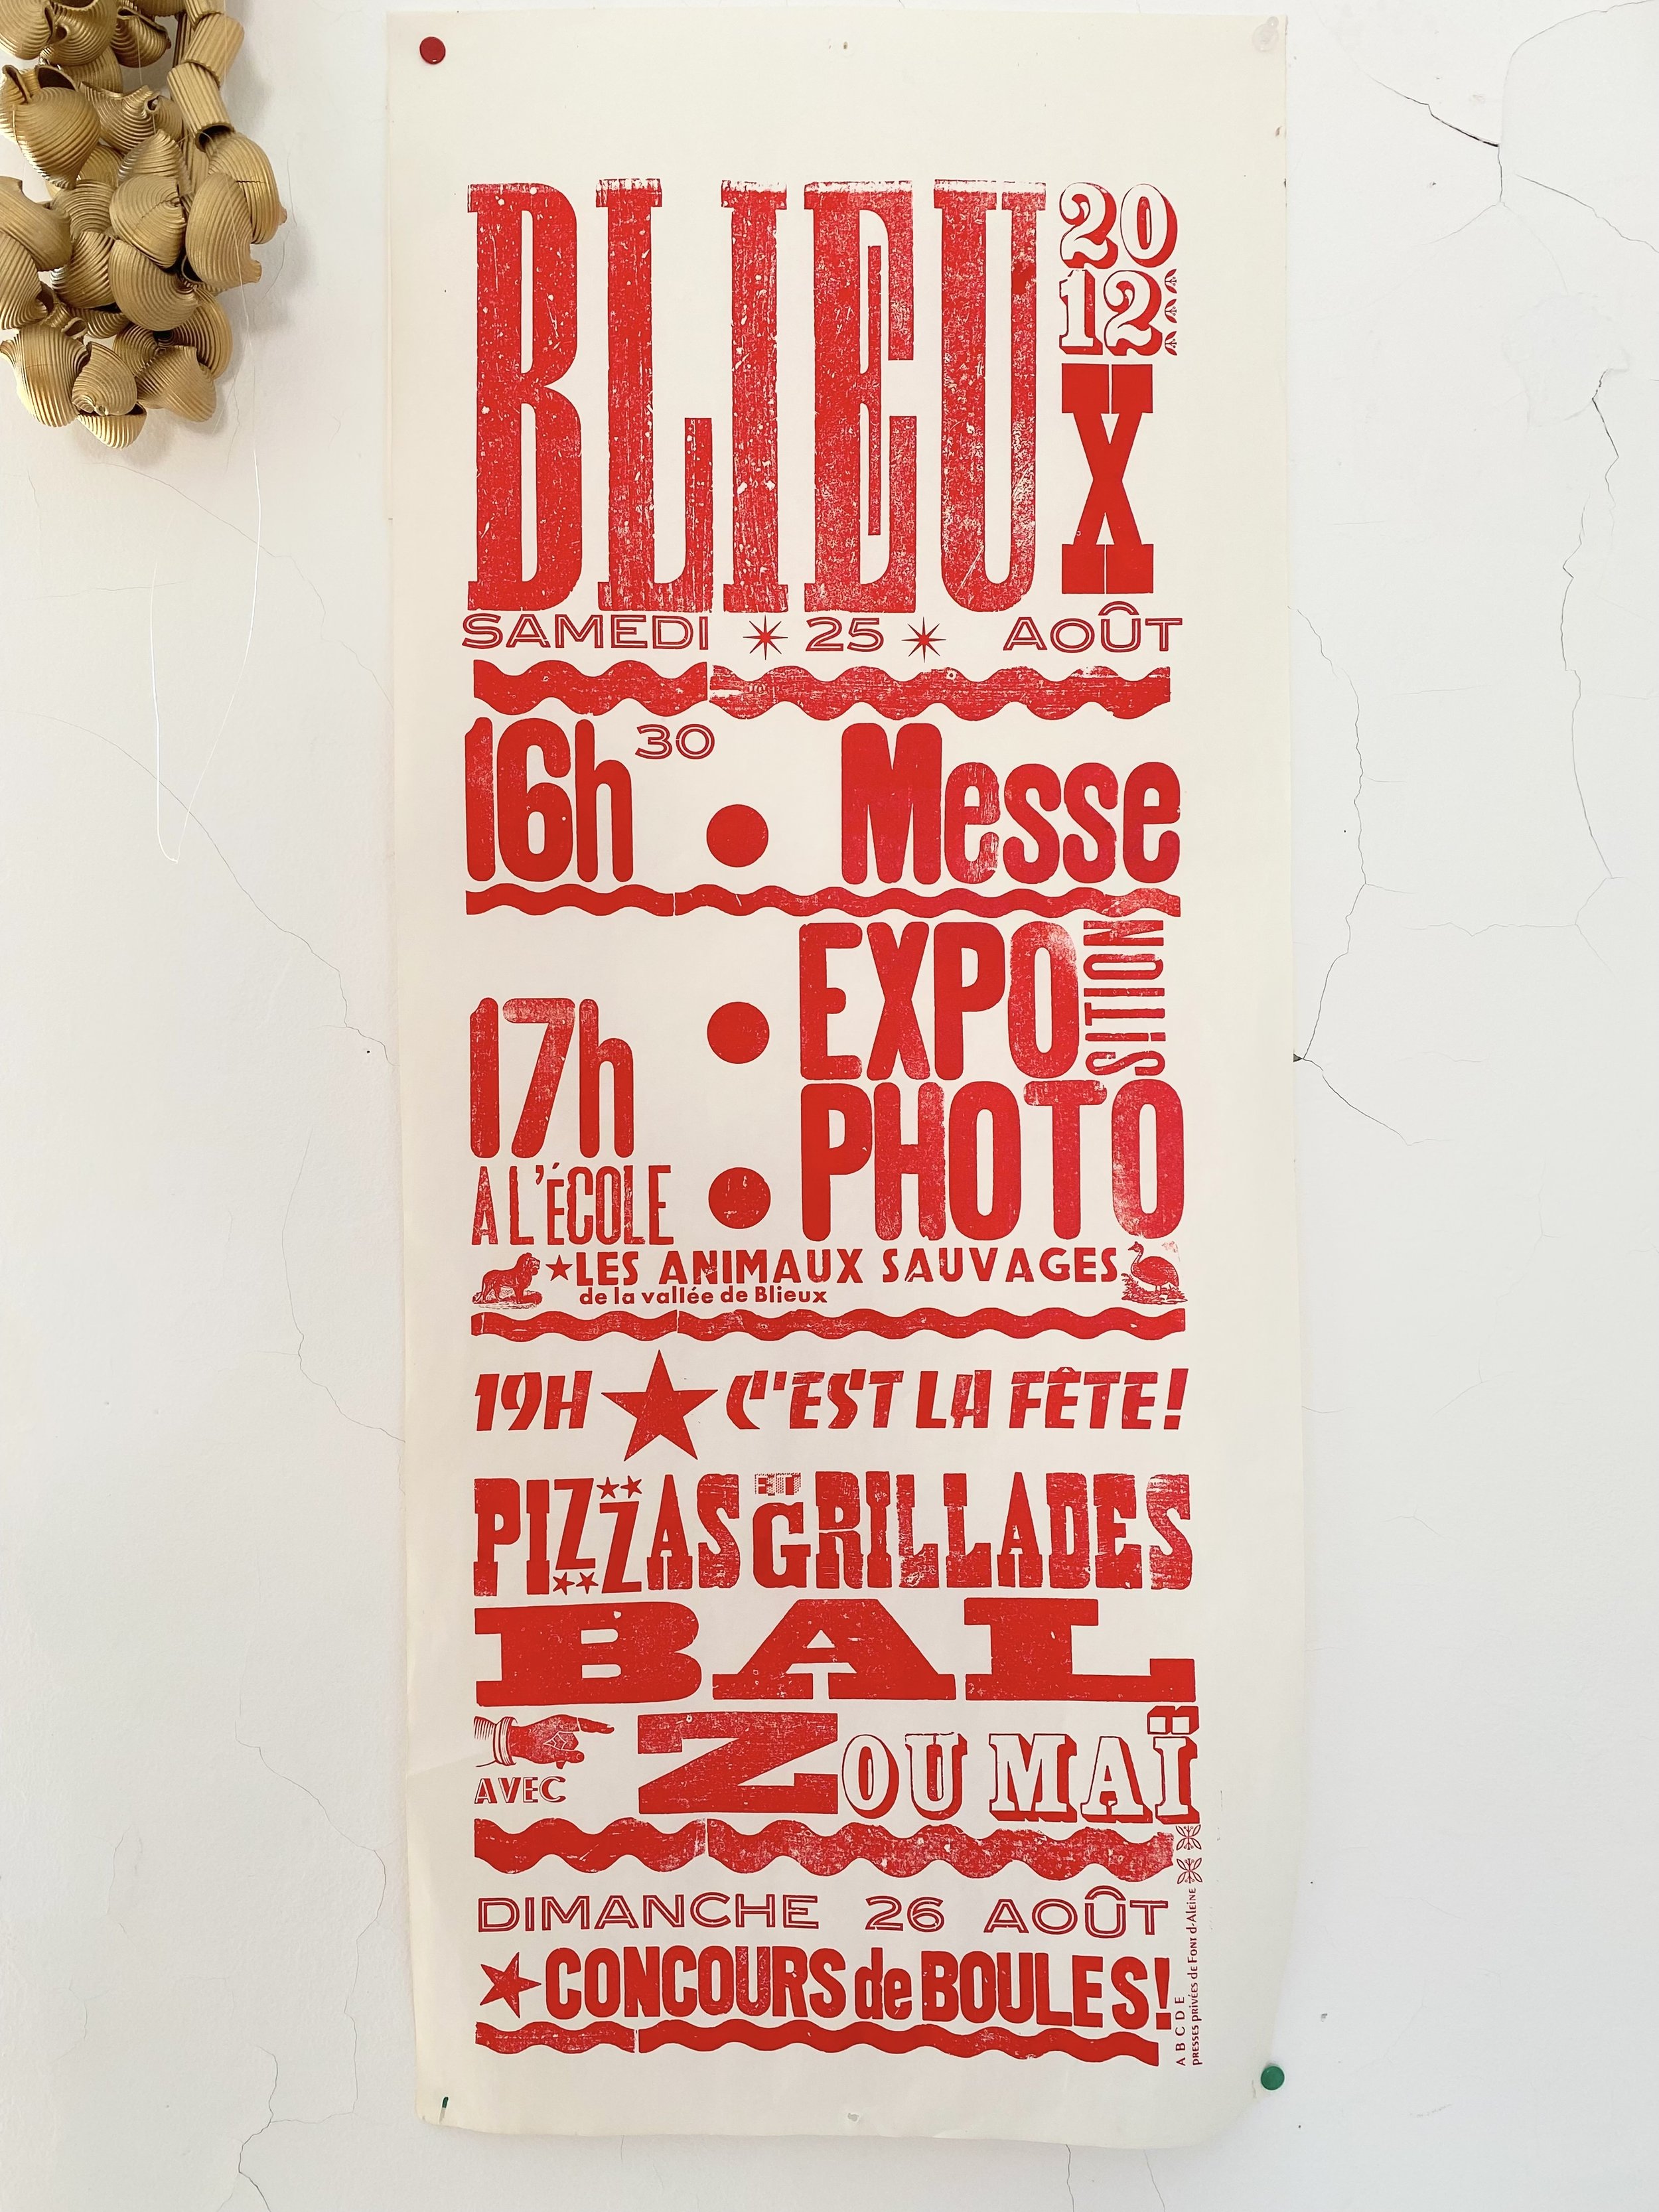 BLIEUX
2012
SAMEDI 25 AOÛT
16h30 Messe
17h EXPOSITION
A L'ÉCOLE PHOTO
LES ANIMAUX SAUVAGES
de la vallée de Blieux
19H C'EST LA FÊTE!
PIZZAS ET GRILLADES
BAL
AVEC ZOU MAÏ
DIMANCHE 26 AOÛT
CONCOURS de BOULES!
A B C D E
PRESSES PRIVÉES dE FONT d'ALEINE